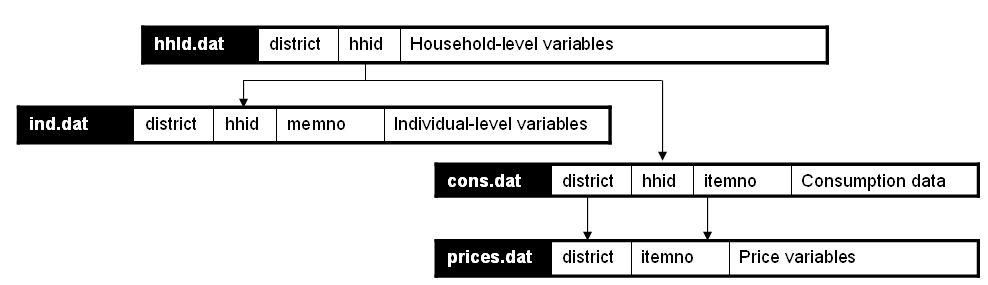 hhld.dat district hhid Household-level variables
ind.dat district hhid memno Individual-level variables
cons.dat district hhid itemno Consumption data
prices.dat district itemno Price variables